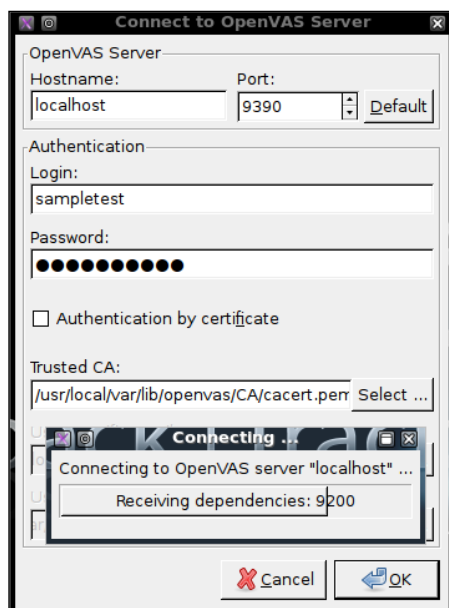 Connect to OpenVAS Server
OpenVAS Server
Hostname:
Port:
localhost
9390
Default
Authentication
Login:
sampletest
Password:
●●●●●●●●●●
Authentication by certificate
Trusted CA:
/usr/local/var/lib/openvas/CA/cacert.pem
Select ...
Connecting ...
Connecting to OpenVAS server "localhost" ...
Receiving dependencies: 9200
Cancel
OK